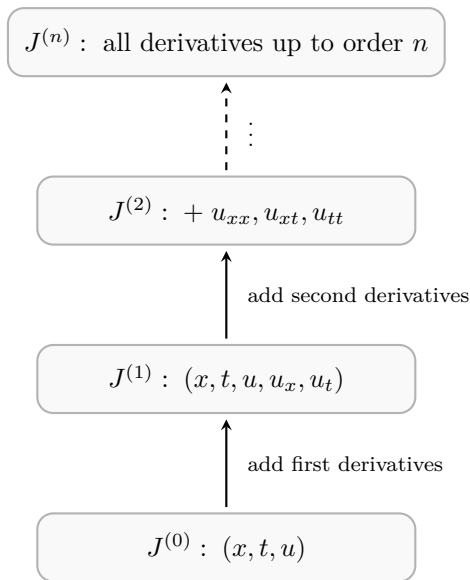 J^{(n)} : all derivatives up to order n
⋮
J^{(2)} : + u_{xx}, u_{xt}, u_{tt}
add second derivatives
J^{(1)} : (x, t, u, u_x, u_t)
add first derivatives
J^{(0)} : (x, t, u)